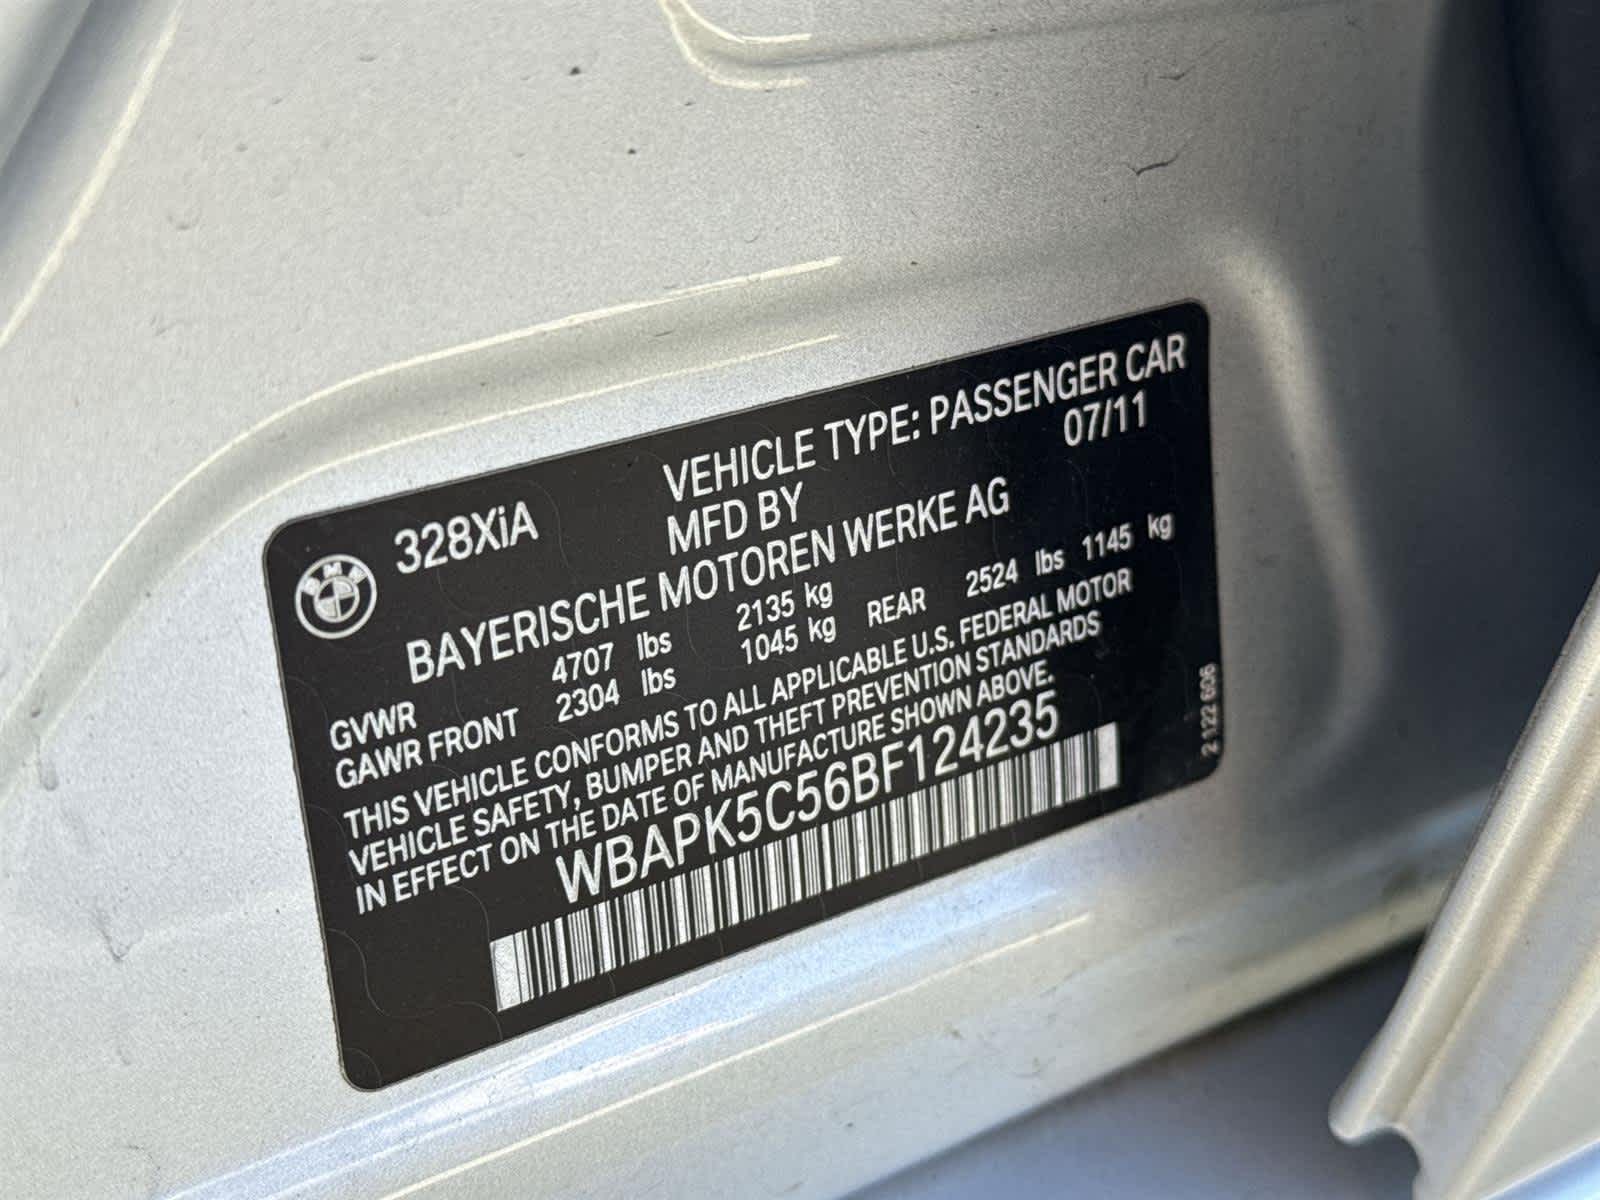 BMW
328XiA
VEHICLE TYPE: PASSENGER CAR
MFD BY 07/11
BAYERISCHE MOTOREN WERKE AG
GVWR 4707 lbs 2135 kg
GAWR FRONT 2304 lbs 1045 kg REAR 2524 lbs 1145 kg
THIS VEHICLE CONFORMS TO ALL APPLICABLE U.S. FEDERAL MOTOR
VEHICLE SAFETY, BUMPER AND THEFT PREVENTION STANDARDS
IN EFFECT ON THE DATE OF MANUFACTURE SHOWN ABOVE.
WBAPK5C56BF124235
2 122 606